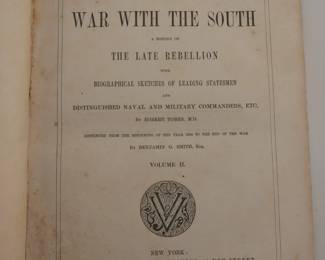 WAR WITH THE SOUTH
A HISTORY OF
THE LATE REBELLION
WITH
BIOGRAPHICAL SKETCHES OF LEADING STATESMEN
AND
DISTINGUISHED NAVAL AND MILITARY COMMANDERS, ETC.
BY ROBERT TOMES, M.D.
CONTINUED FROM THE BEGINNING OF THE YEAR 1864 TO THE END OF THE WAR
BY BENJAMIN G. SMITH, Esq.
VOLUME II.
NEW YORK: